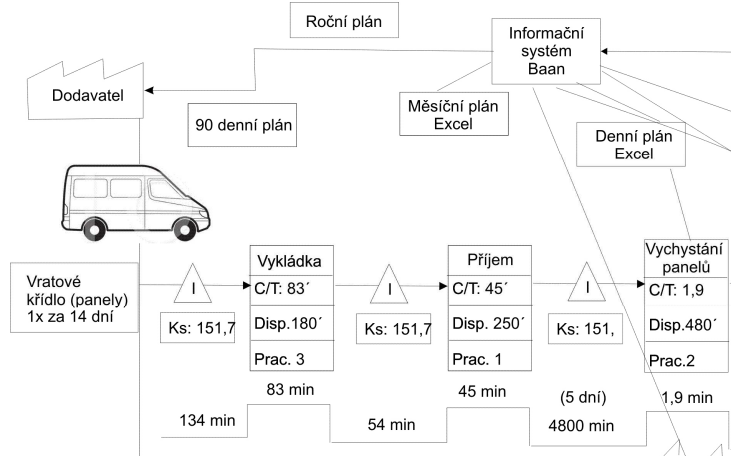 Roční plán
Informační
systém
Baan
Dodavatel
90 denní plán
Měsíční plán
Excel
Denní plán
Excel
Vratové
křídlo (panely)
1x za 14 dní
I
Ks: 151,7
Vykládka
C/T: 83´
Disp.180´
Prac. 3
I
Ks: 151,7
Příjem
C/T: 45´
Disp. 250´
Prac. 1
I
Ks: 151,
Vychystání
panelů
C/T: 1,9
Disp.480´
Prac.2
134 min
83 min
54 min
45 min
(5 dní)
4800 min
1,9 min